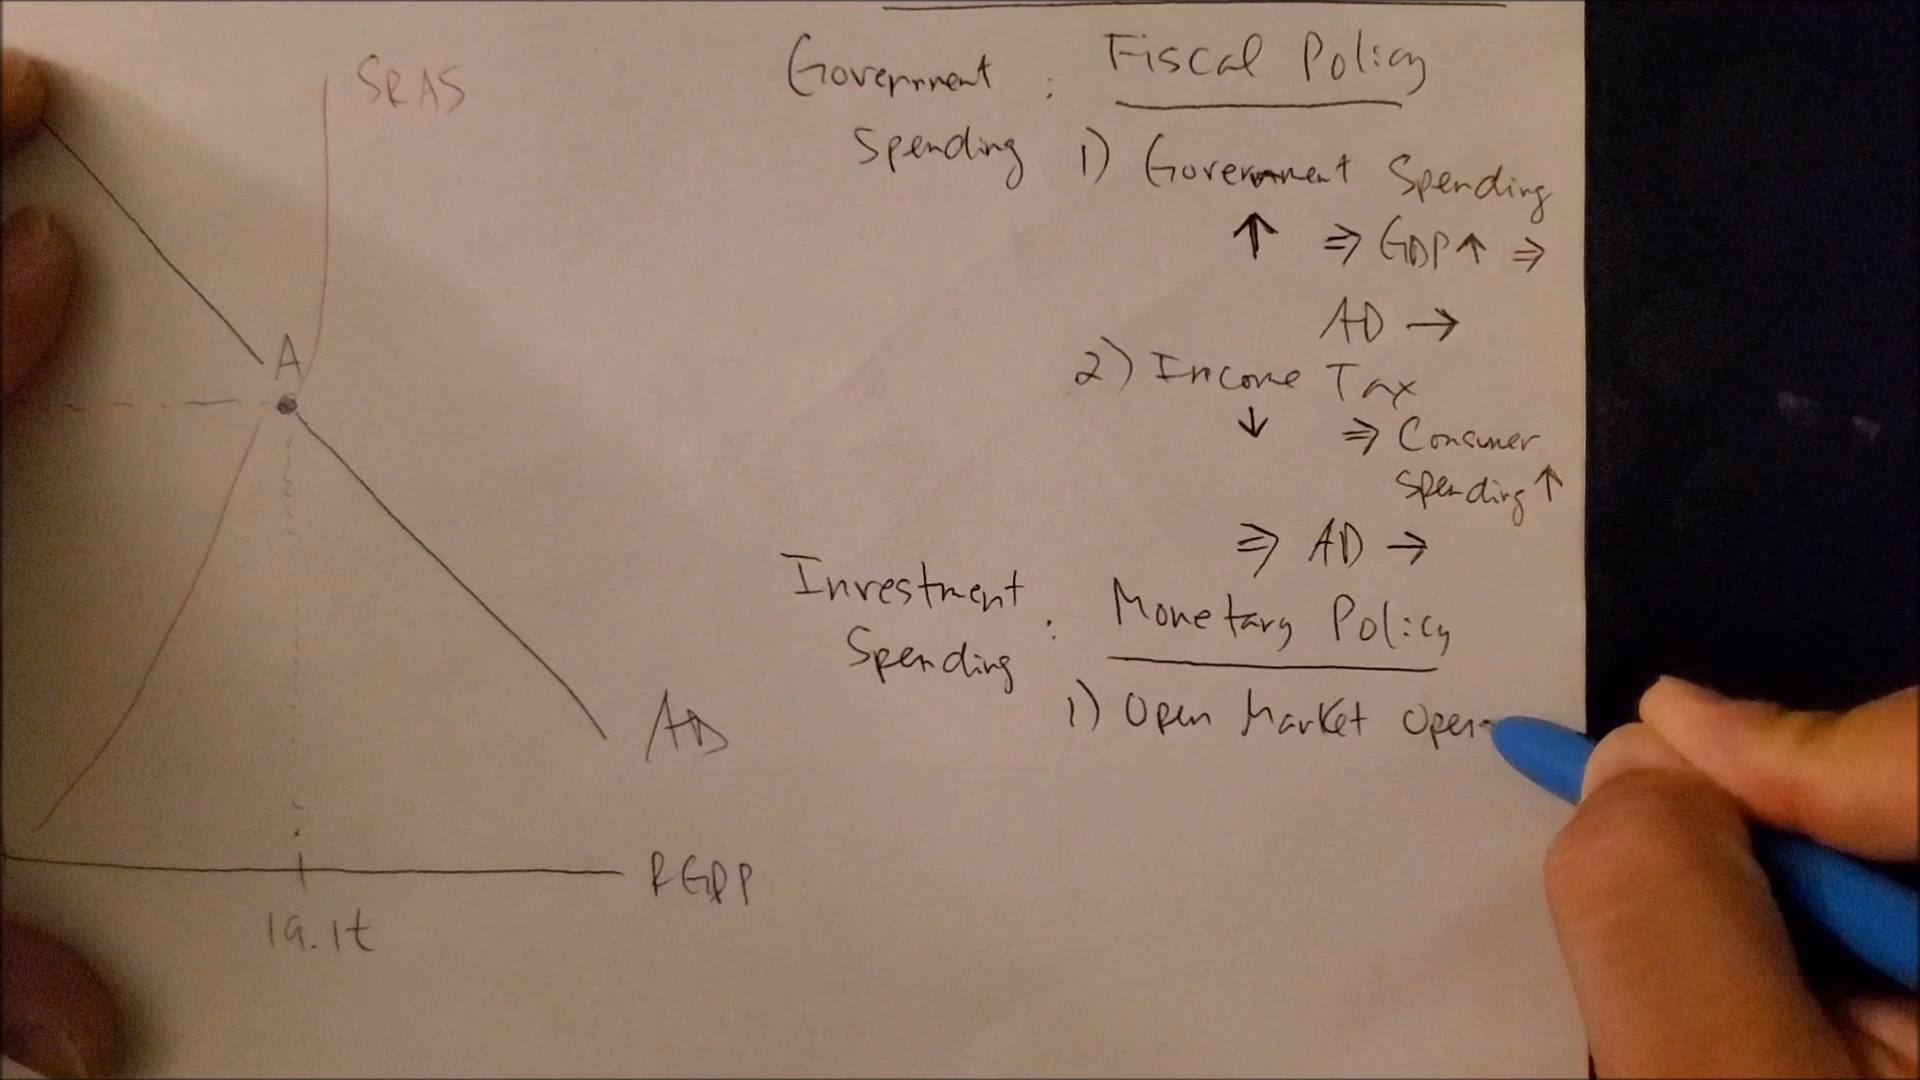 SRAS
A
AD
RGDP
19.1t
Government : Fiscal Policy
Spending 1) Government Spending
↑ ⇒ GDP↑ ⇒
AD →
2) Income Tax
↓ ⇒ Consumer
Spending ↑
⇒ AD →
Investment : Monetary Policy
Spending
1) Open Market Oper